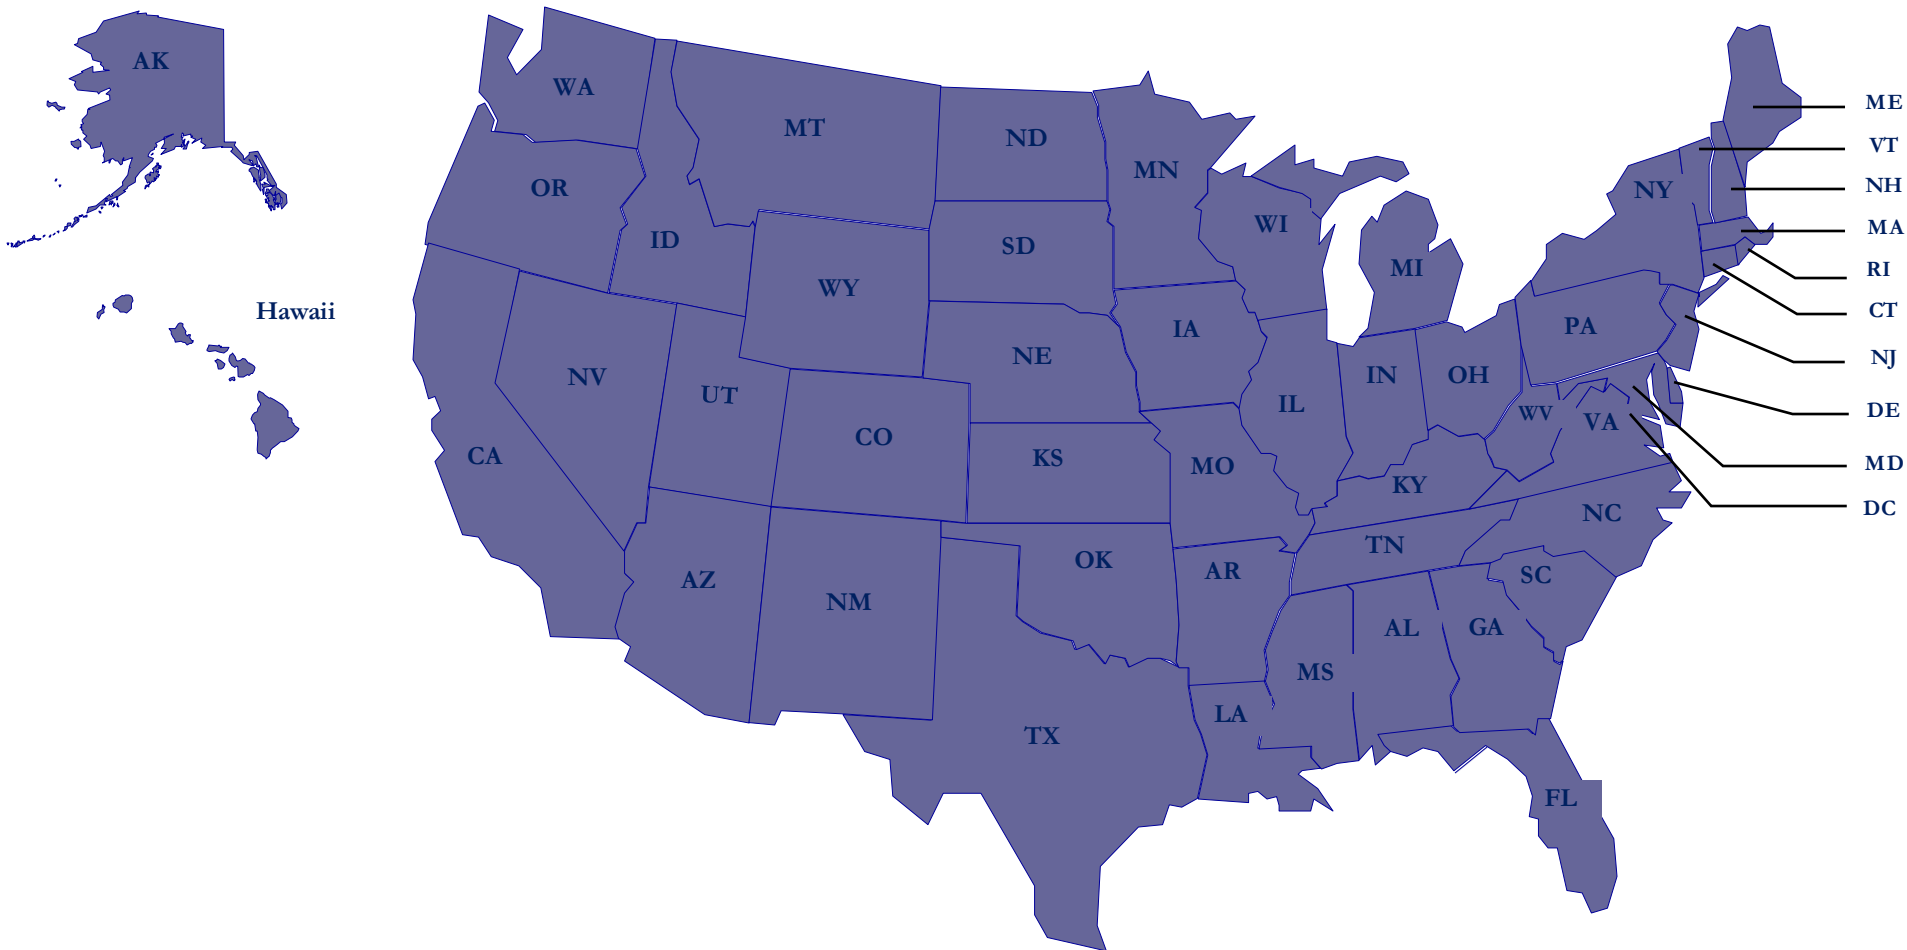 AK
WA
MT
ND
MN
OR
ID
WY
SD
WI
MI
NY
ME
VT
NH
MA
RI
CT
NJ
DE
MD
DC
Hawaii
NV
UT
CO
NE
IA
IL
IN
OH
PA
WV
VA
CA
KS
MO
KY
NC
AZ
NM
OK
AR
TN
SC
TX
LA
MS
AL
GA
FL